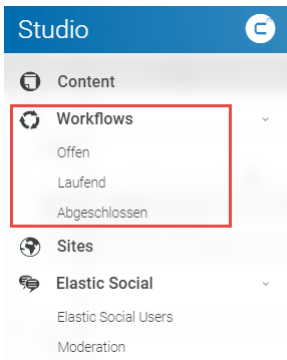 Studio
Content
Workflows
Offen
Laufend
Abgeschlossen
Sites
Elastic Social
Elastic Social Users
Moderation